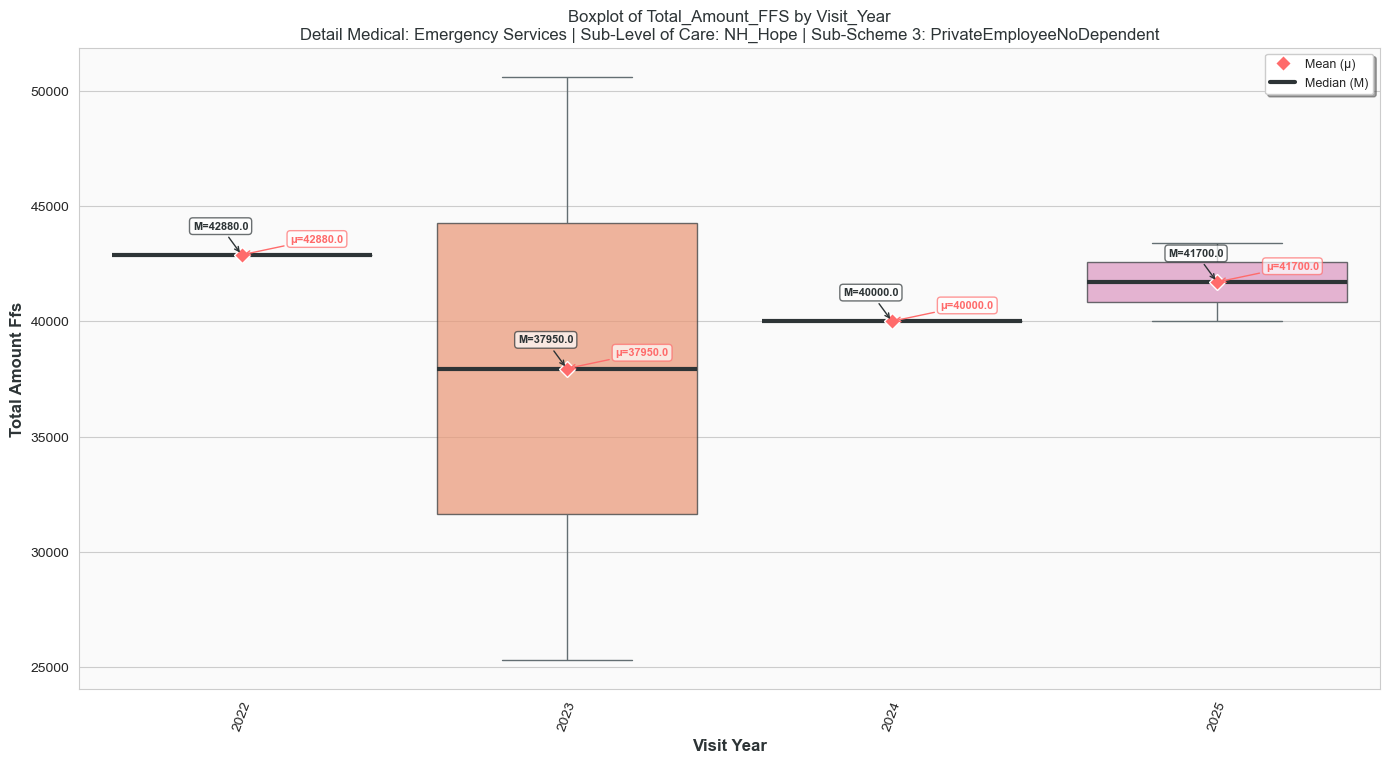 Boxplot of Total_Amount_FFS by Visit_Year
Detail Medical: Emergency Services | Sub-Level of Care: NH_Hope | Sub-Scheme 3: PrivateEmployeeNoDependent
Mean (μ)
Median (M)
Total Amount Ffs
50000
45000
40000
35000
30000
25000
M=42880.0
μ=42880.0
M=37950.0
μ=37950.0
M=40000.0
μ=40000.0
M=41700.0
μ=41700.0
2022
2023
2024
2025
Visit Year